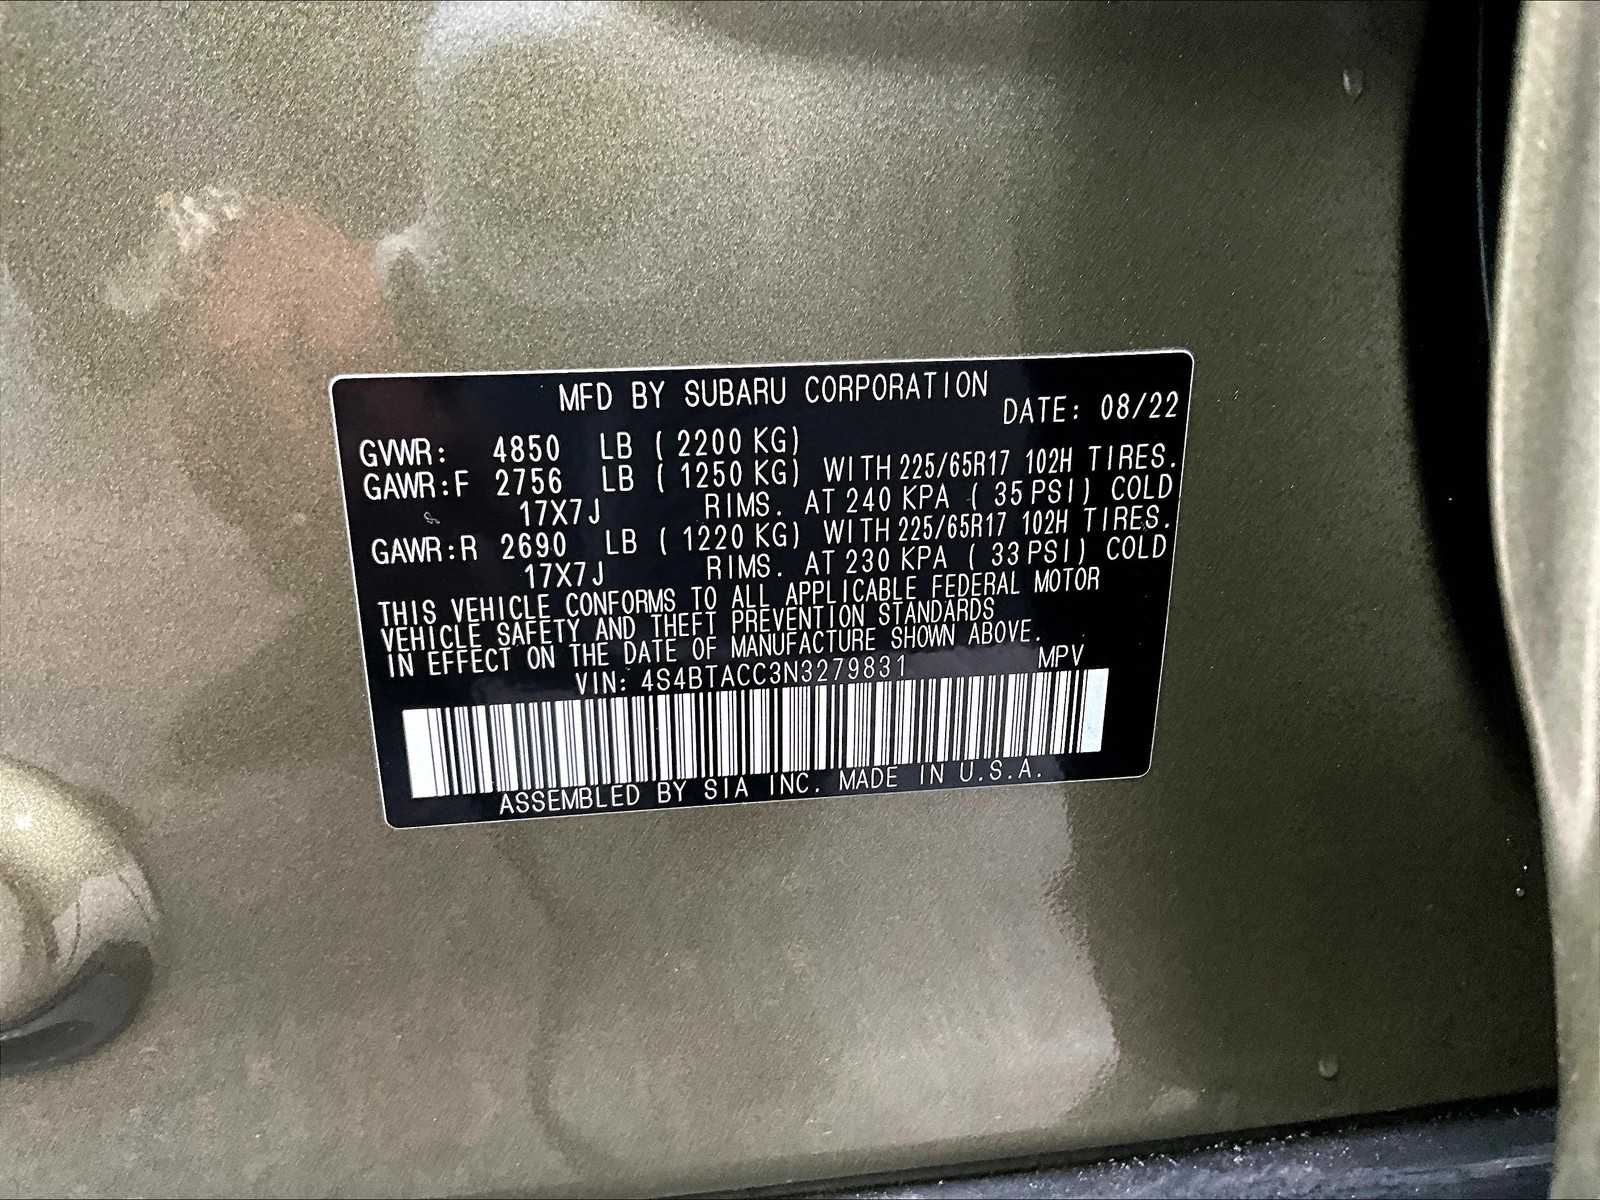 MFD BY SUBARU CORPORATION
DATE: 08/22
GVWR: 4850 LB ( 2200 KG)
GAWR:F 2756 LB ( 1250 KG) WITH 225/65R17 102H TIRES.
17X7J RIMS. AT 240 KPA ( 35 PSI) COLD
GAWR:R 2690 LB ( 1220 KG) WITH 225/65R17 102H TIRES.
17X7J RIMS. AT 230 KPA ( 33 PSI) COLD
THIS VEHICLE CONFORMS TO ALL APPLICABLE FEDERAL MOTOR
VEHICLE SAFETY AND THEFT PREVENTION STANDARDS
IN EFFECT ON THE DATE OF MANUFACTURE SHOWN ABOVE.
VIN: 4S4BTACC3N3279831 MPV
ASSEMBLED BY SIA INC. MADE IN U.S.A.